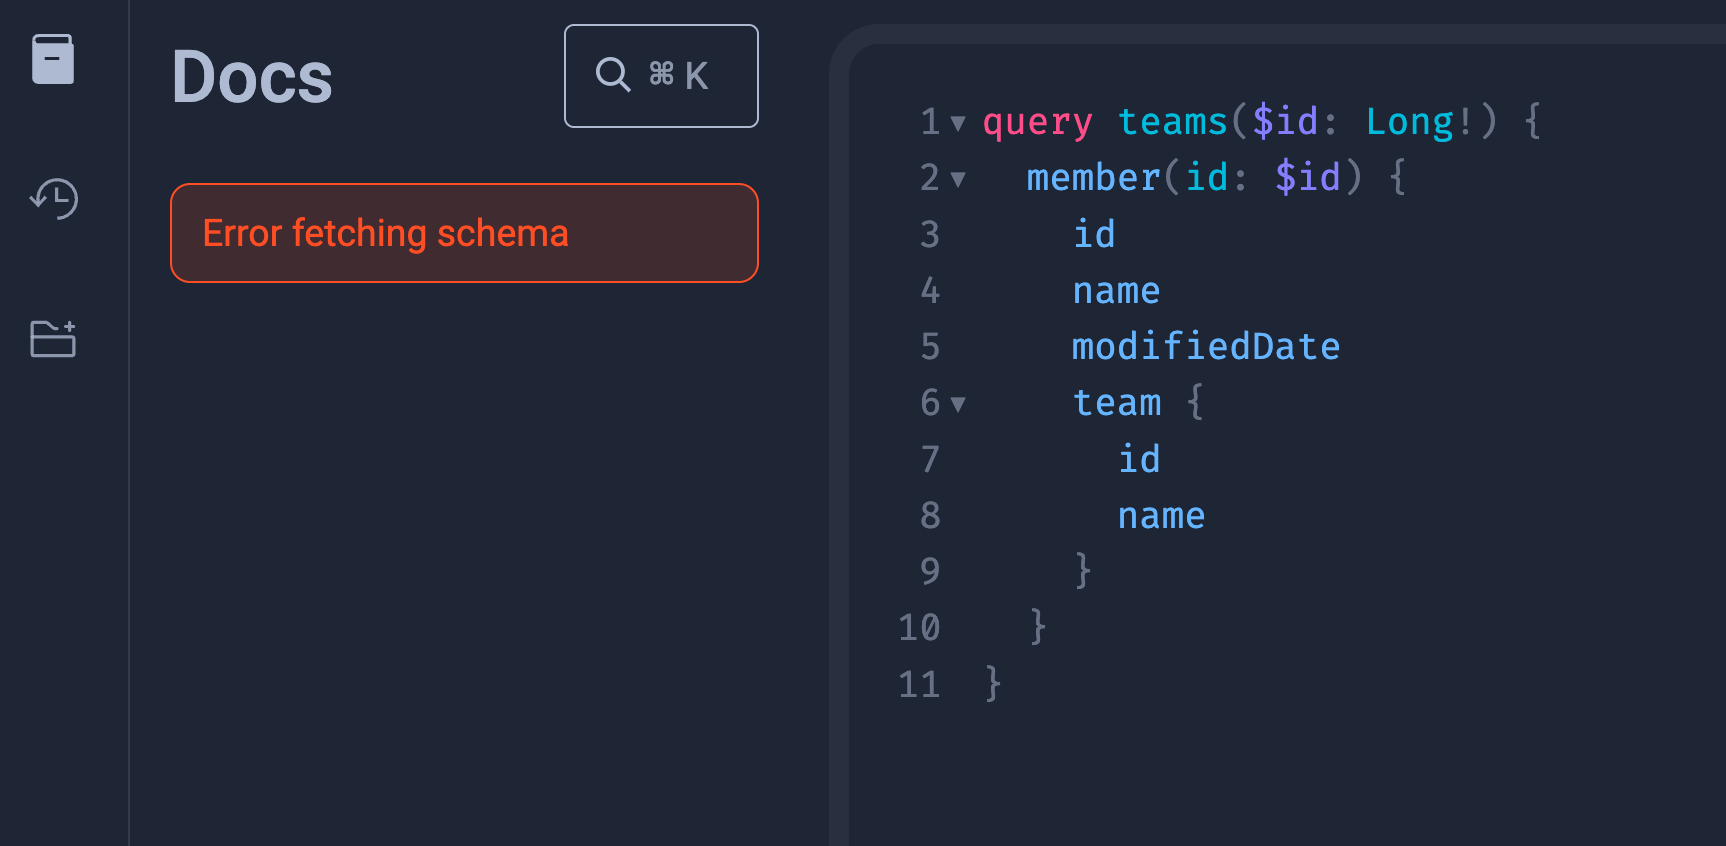 Docs
⌘ K
Error fetching schema
1 ▼ query teams($id: Long!) {
2 ▼   member(id: $id) {
3     id
4     name
5     modifiedDate
6 ▼     team {
7       id
8       name
9     }
10   }
11 }